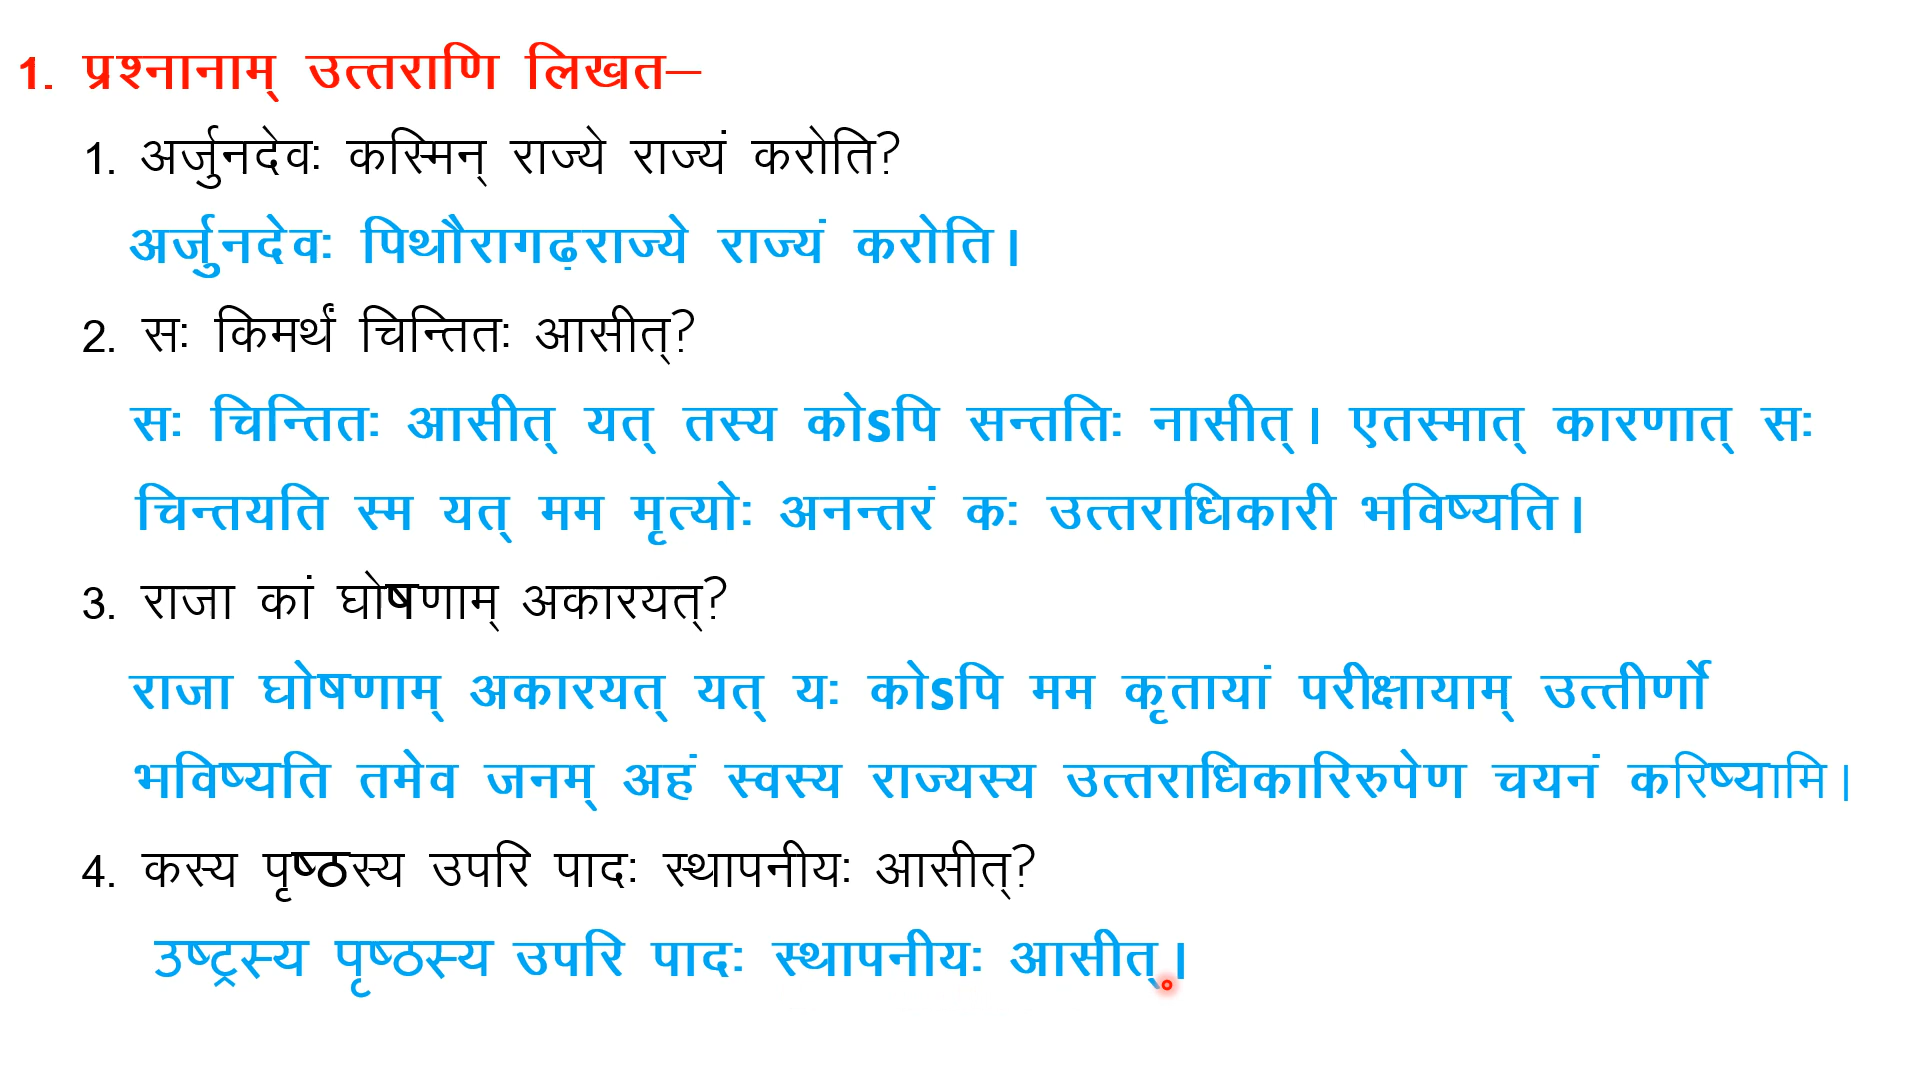 1. प्रश्नानाम् उत्तराणि लिखत–
1. अर्जुनदेवः कस्मिन् राज्ये राज्यं करोति?
अर्जुनदेवः पिथौरागढ़राज्ये राज्यं करोति।
2. सः किमर्थं चिन्तितः आसीत्?
सः चिन्तितः आसीत् यत् तस्य कोऽपि सन्ततिः नासीत्। एतस्मात् कारणात् सः
चिन्तयति स्म यत् मम मृत्योः अनन्तरं कः उत्तराधिकारी भविष्यति।
3. राजा कां घोषणाम् अकारयत्?
राजा घोषणाम् अकारयत् यत् यः कोऽपि मम कृतायां परीक्षायाम् उत्तीर्णो
भविष्यति तमेव जनम् अहं स्वस्य राज्यस्य उत्तराधिकारिरुपेण चयनं करिष्यामि।
4. कस्य पृष्ठस्य उपरि पादः स्थापनीयः आसीत्?
उष्ट्रस्य पृष्ठस्य उपरि पादः स्थापनीयः आसीत्।